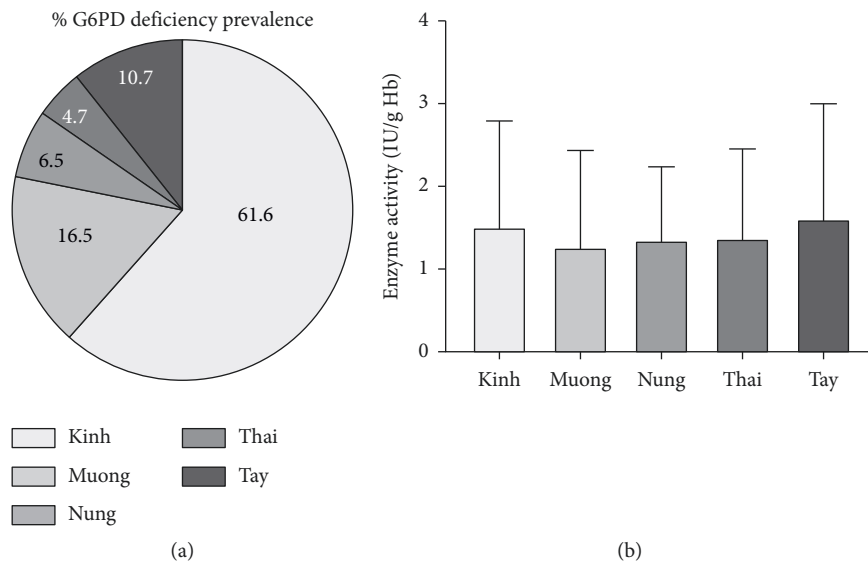 % G6PD deficiency prevalence
10.7
4.7
6.5
16.5
61.6
Kinh
Thai
Muong
Tay
Nung
(a)
Enzyme activity (IU/g Hb)
4
3
2
1
0
Kinh Muong Nung Thai Tay
(b)